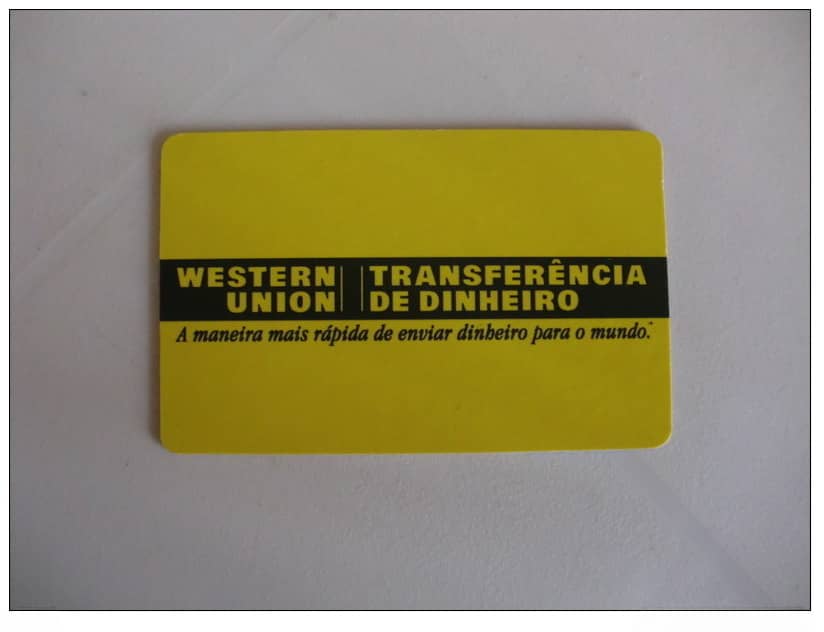 WESTERN UNION
TRANSFERÊNCIA DE DINHEIRO
A maneira mais rápida de enviar dinheiro para o mundo.